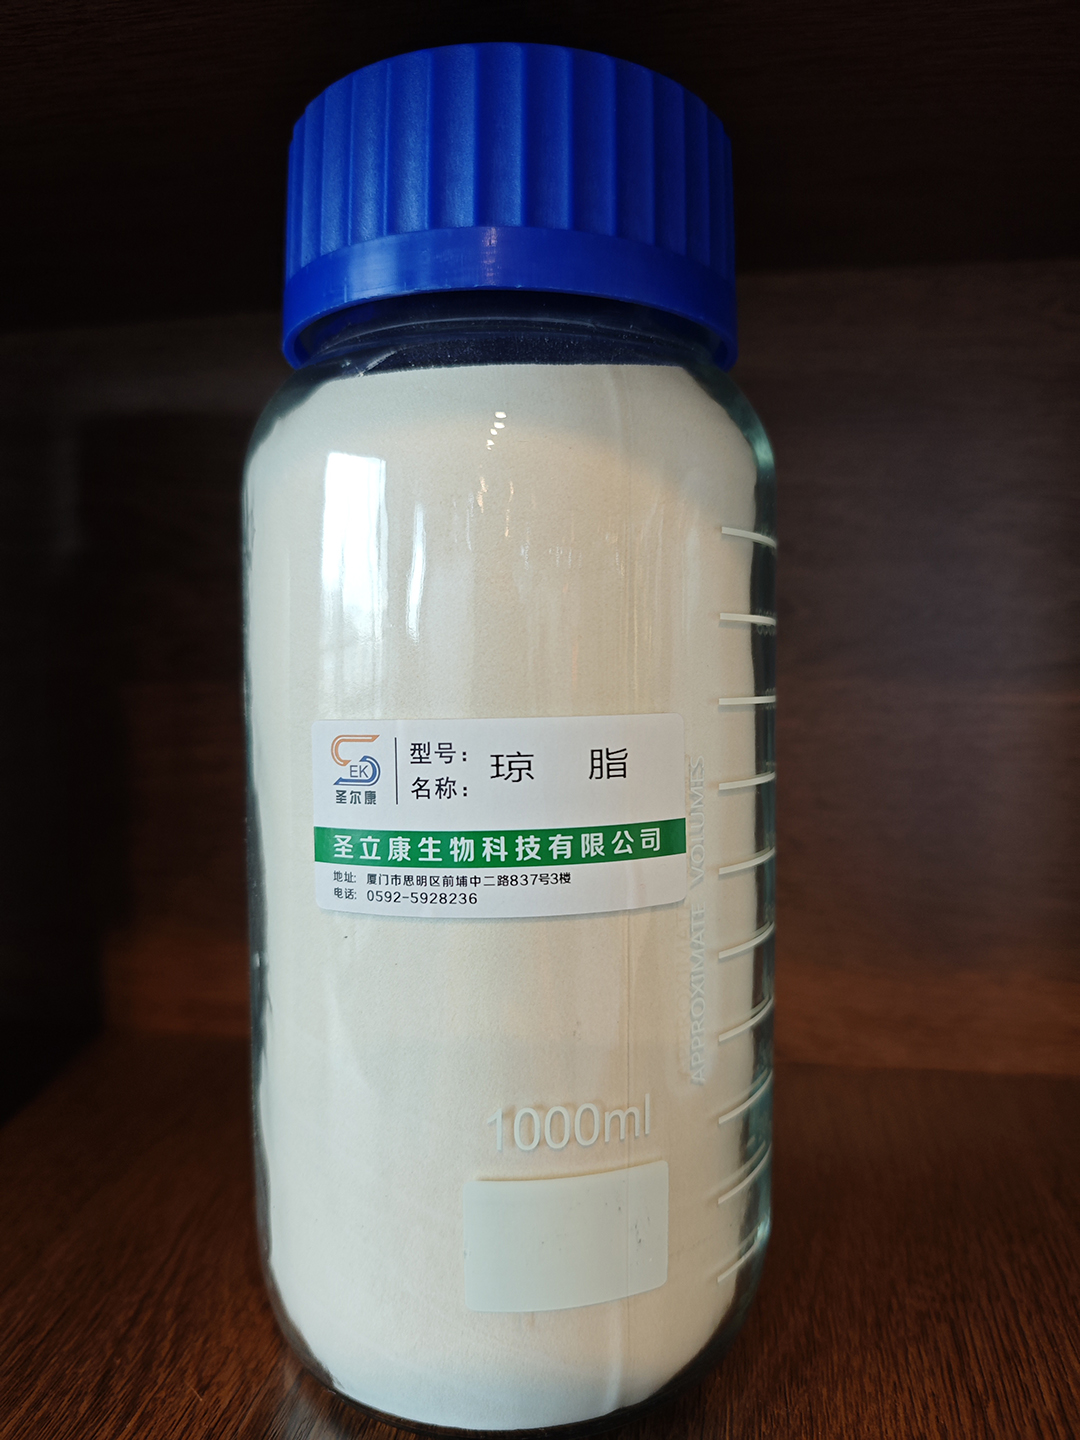 SEK
圣尔康
型号：
名称：
琼 脂
圣立康生物科技有限公司
地址: 厦门市思明区前埔中二路837号3楼
电话: 0592-5928236
APPROXIMATE VOLUMES
1000ml